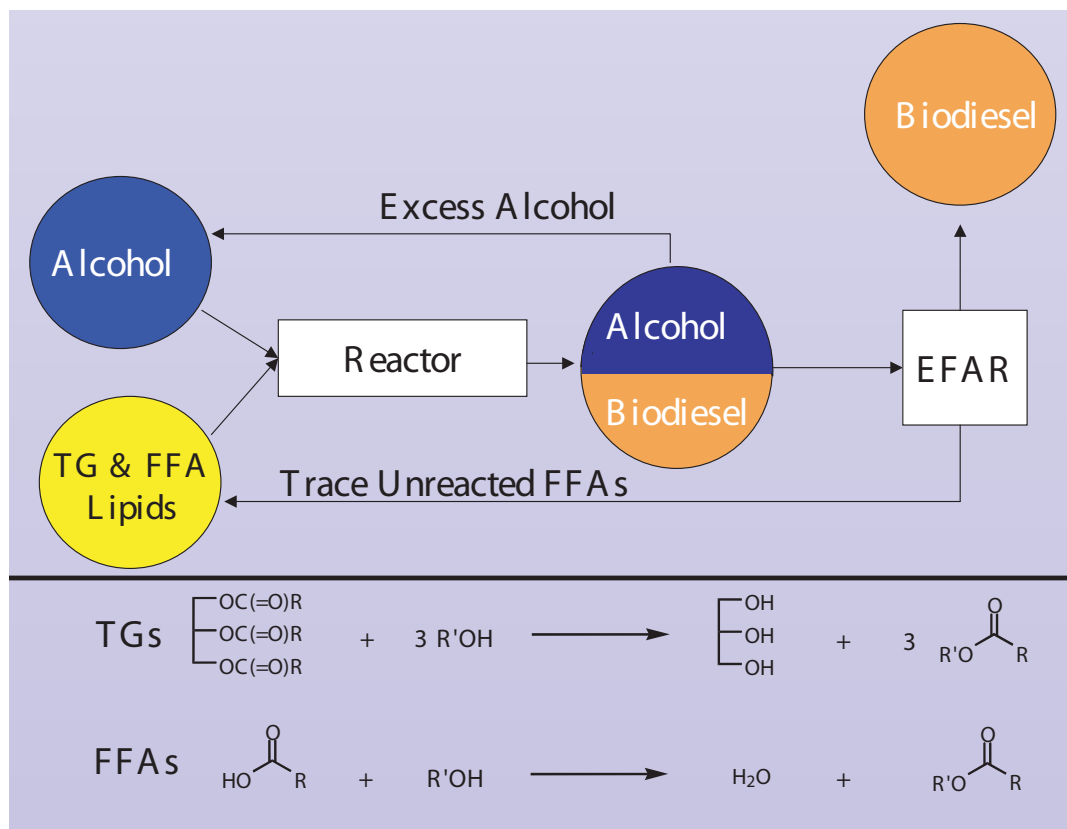 Biodiesel
Excess Alcohol
Alcohol
Alcohol
Reactor
EFAR
Biodiesel
TG & FFA
Lipids
Trace Unreacted FFAs
TGs
OC(=O)R
OC(=O)R
OC(=O)R
+
3 R'OH
OH
OH
OH
+
3
O
R'O
R
FFAs
O
HO
R
+
R'OH
H₂O
+
O
R'O
R